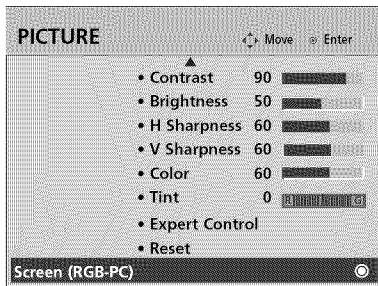 PICTURE Move Enter
• Contrast 90
• Brightness 50
• H Sharpness 60
• V Sharpness 60
• Color 60
• Tint 0 R G
• Expert Control
• Reset
Screen (RGB-PC)